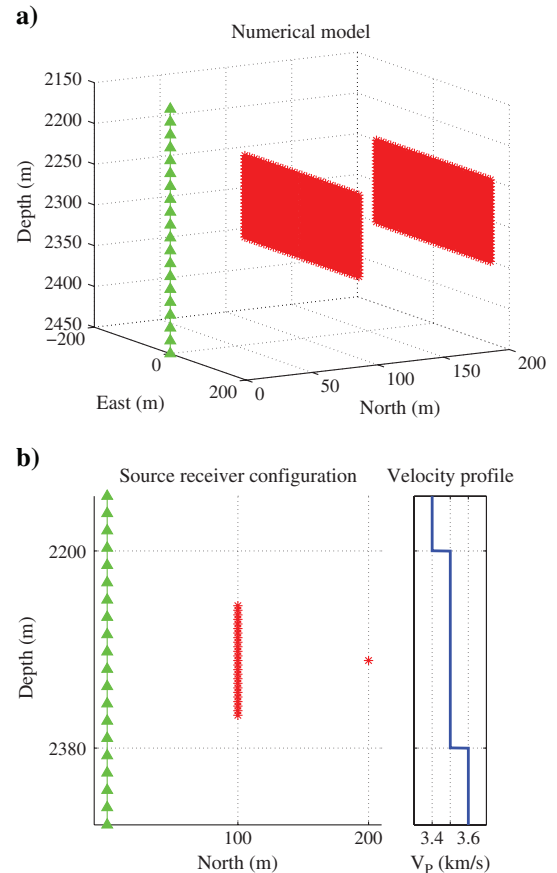 a)
Numerical model
2150
2200
2250
2300
2350
2400
2450
Depth (m)
−200
0
200
East (m)
0
50
100
150
200
North (m)
b)
Source receiver configuration
Velocity profile
2200
2380
Depth (m)
100
200
North (m)
3.4
3.6
V_P (km/s)